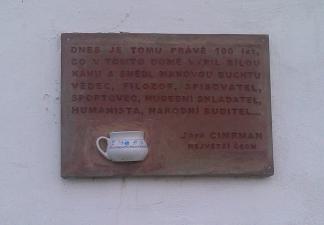 DNES JE TOMU PRÁVĚ 100 LET,
CO V TOMTO DOMĚ VYPIL BÍLOU
KÁVU A SNĚDL MAKOVOU BUCHTU
VĚDEC, FILOZOF, SPISOVATEL,
SPORTOVEC, HUDEBNÍ SKLADATEL,
HUMANISTA, NÁRODNÍ BUDITEL...
JÁRA CIMRMAN
NEJVĚTŠÍ ČECH